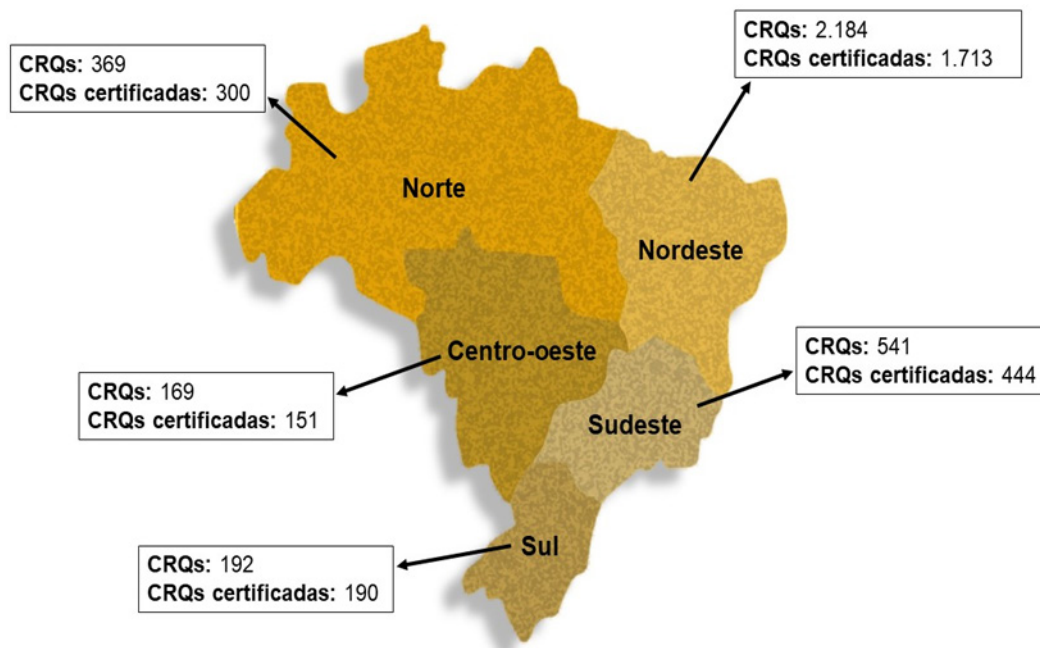 CRQs: 2.184
CRQs certificadas: 1.713
CRQs: 369
CRQs certificadas: 300
Norte
Nordeste
Centro-oeste
CRQs: 541
CRQs certificadas: 444
CRQs: 169
CRQs certificadas: 151
Sudeste
Sul
CRQs: 192
CRQs certificadas: 190